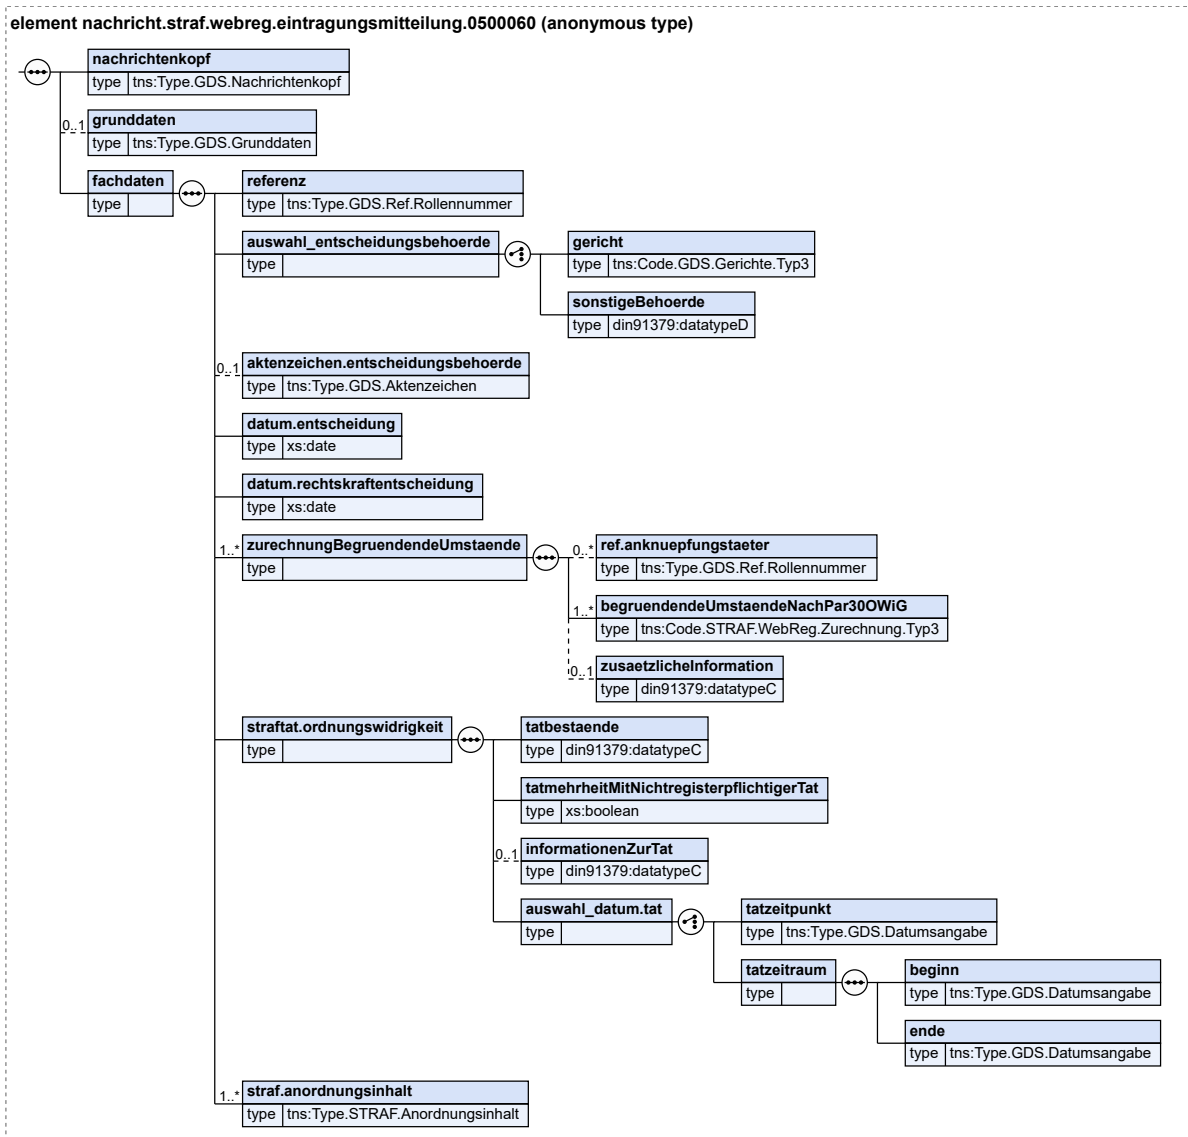 element nachricht.straf.webreg.eintragungsmitteilung.0500060 (anonymous type)
nachrichtenkopf
type tns:Type.GDS.Nachrichtenkopf
0..1 grunddaten
type tns:Type.GDS.Grunddaten
fachdaten
type
referenz
type tns:Type.GDS.Ref.Rollennummer
auswahl_entscheidungsbehoerde
type
gericht
type tns:Code.GDS.Gerichte.Typ3
sonstigeBehoerde
type din91379:datatypeD
0..1 aktenzeichen.entscheidungsbehoerde
type tns:Type.GDS.Aktenzeichen
datum.entscheidung
type xs:date
datum.rechtskraftentscheidung
type xs:date
1..* zurechnungBegruendendeUmstaende
type
0..* ref.anknuepfungstaeter
type tns:Type.GDS.Ref.Rollennummer
1..* begruendendeUmstaendeNachPar30OWiG
type tns:Code.STRAF.WebReg.Zurechnung.Typ3
0..1 zusaetzlicheInformation
type din91379:datatypeC
straftat.ordnungswidrigkeit
type
tatbestaende
type din91379:datatypeC
tatmehrheitMitNichtregisterpflichtigerTat
type xs:boolean
0..1 informationenZurTat
type din91379:datatypeC
auswahl_datum.tat
type
tatzeitpunkt
type tns:Type.GDS.Datumsangabe
tatzeitraum
type
beginn
type tns:Type.GDS.Datumsangabe
ende
type tns:Type.GDS.Datumsangabe
1..* straf.anordnungsinhalt
type tns:Type.STRAF.Anordnungsinhalt